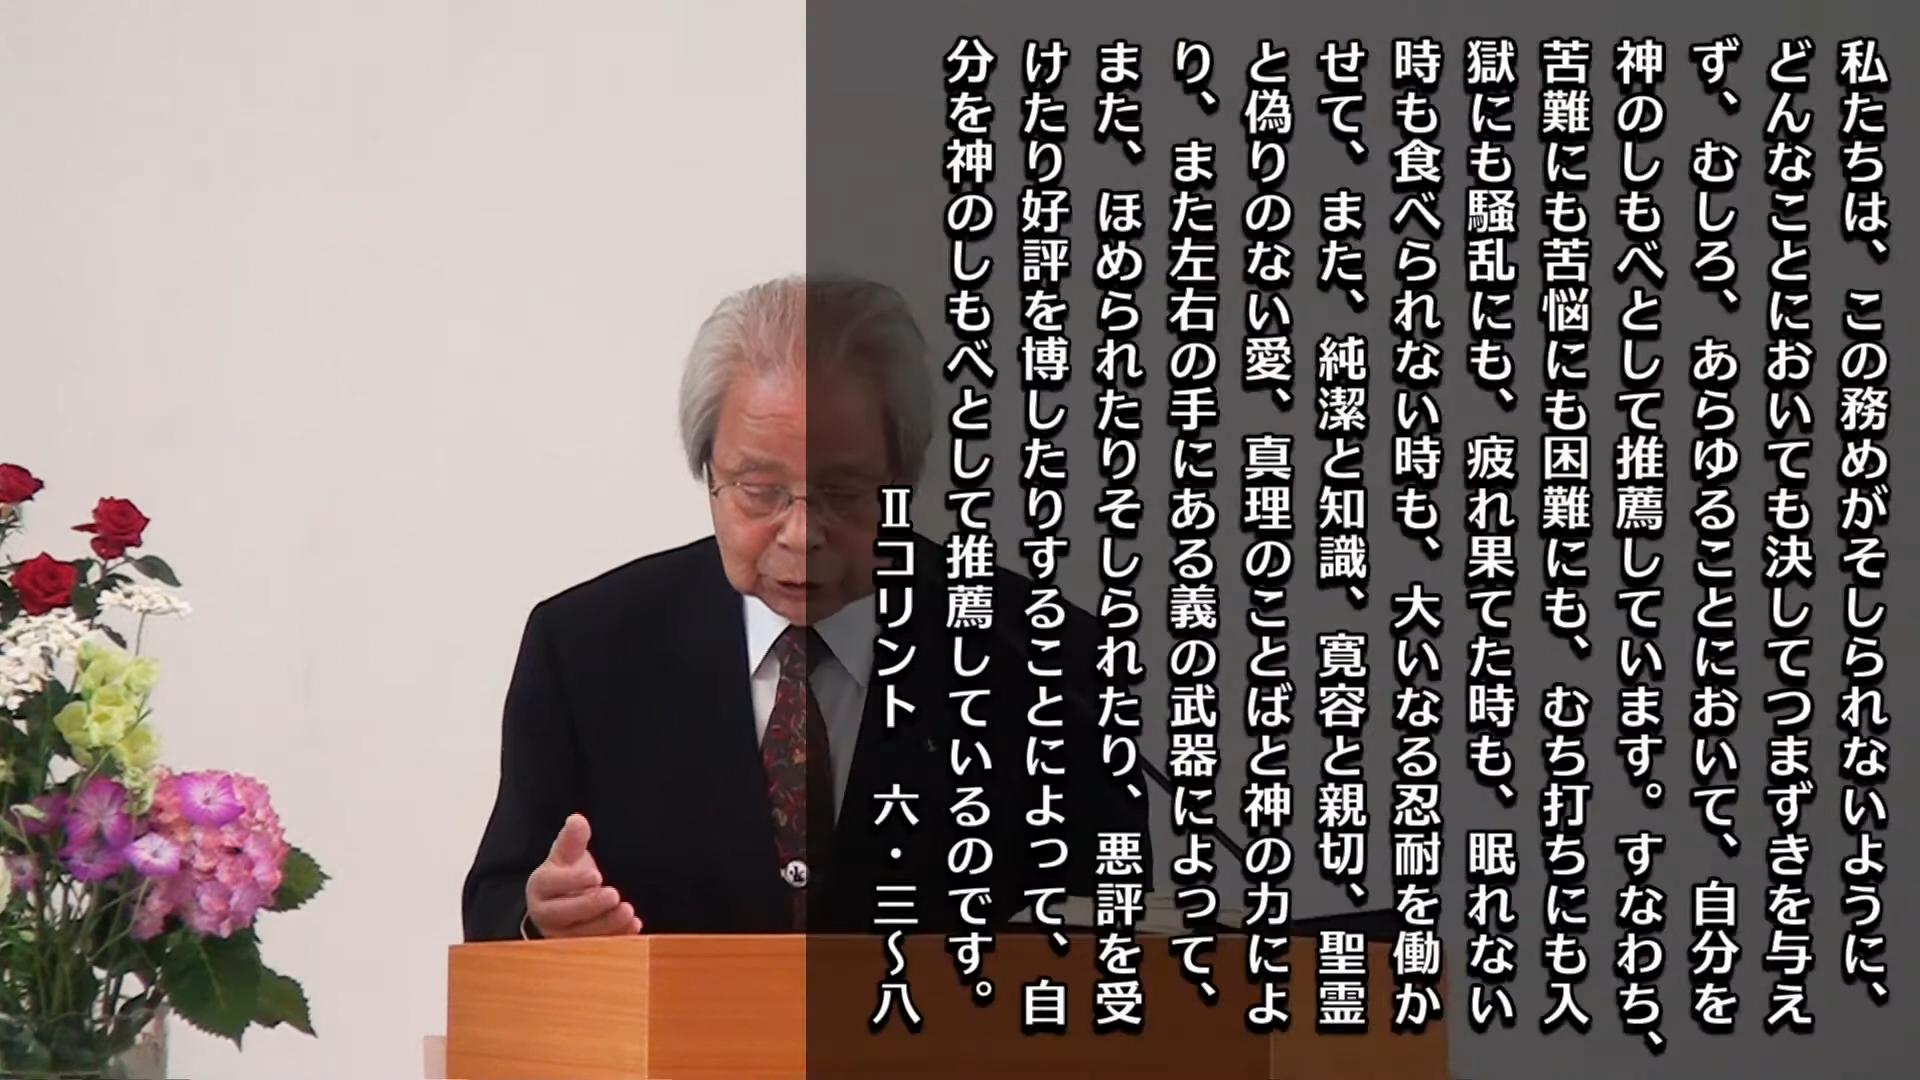 私たちは、この務めがそしられないように、
どんなことにおいても決してつまずきを与え
ず、むしろ、あらゆることにおいて、自分を
神のしもべとして推薦しています。すなわち、
苦難にも苦悩にも困難にも、むち打ちにも入
獄にも騒乱にも、疲れ果てた時も、眠れない
時も食べられない時も、大いなる忍耐を働か
せて、また、純潔と知識、寛容と親切、聖霊
と偽りのない愛、真理のことばと神の力によ
り、また左右の手にある義の武器によって、
また、ほめられたりそしられたり、悪評を受
けたり好評を博したりすることによって、自
分を神のしもべとして推薦しているのです。
Ⅱコリント 六・三〜八